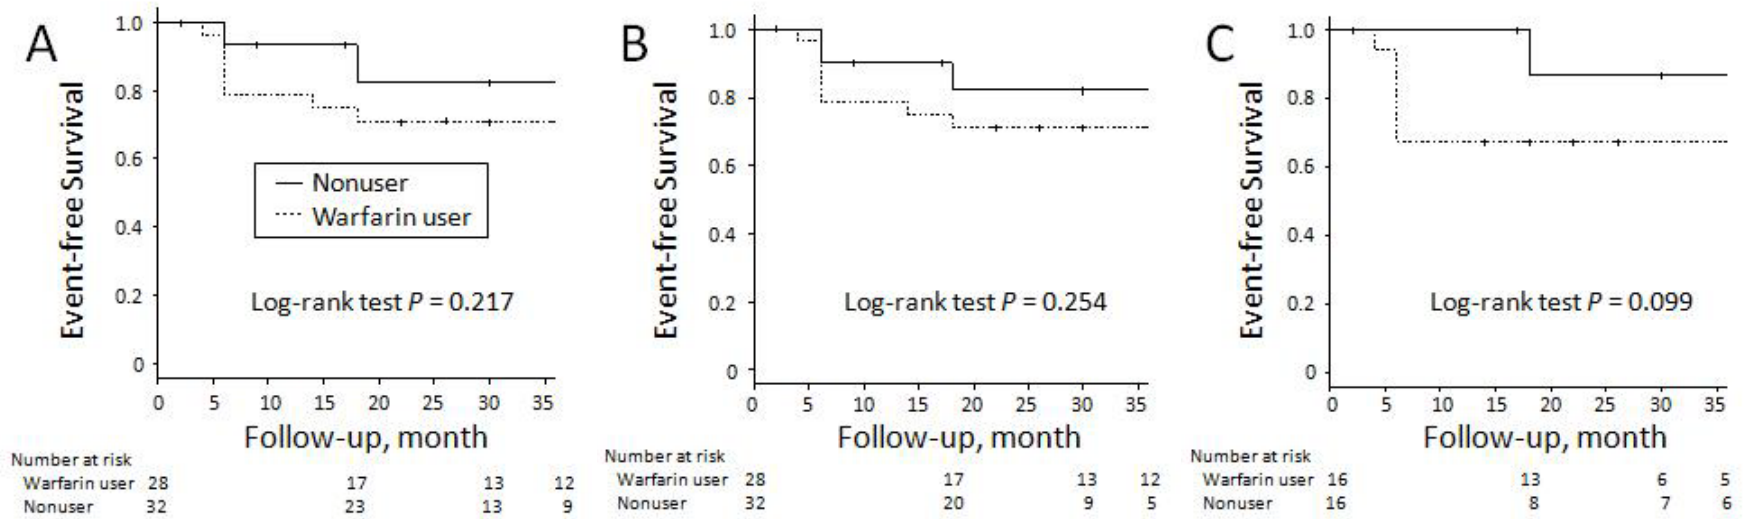 A
Event-free Survival
1.0
0.8
0.6
0.4
0.2
0
Nonuser
Warfarin user
Log-rank test P = 0.217
0 5 10 15 20 25 30 35
Follow-up, month
Number at risk
Warfarin user 28 17 13 12
Nonuser 32 23 13 9
B
Event-free Survival
1.0
0.8
0.6
0.4
0.2
0
Log-rank test P = 0.254
0 5 10 15 20 25 30 35
Follow-up, month
Number at risk
Warfarin user 28 17 13 12
Nonuser 32 20 9 5
C
Event-free Survival
1.0
0.8
0.6
0.4
0.2
0
Log-rank test P = 0.099
0 5 10 15 20 25 30 35
Follow-up, month
Number at risk
Warfarin user 16 13 6 5
Nonuser 16 8 7 6